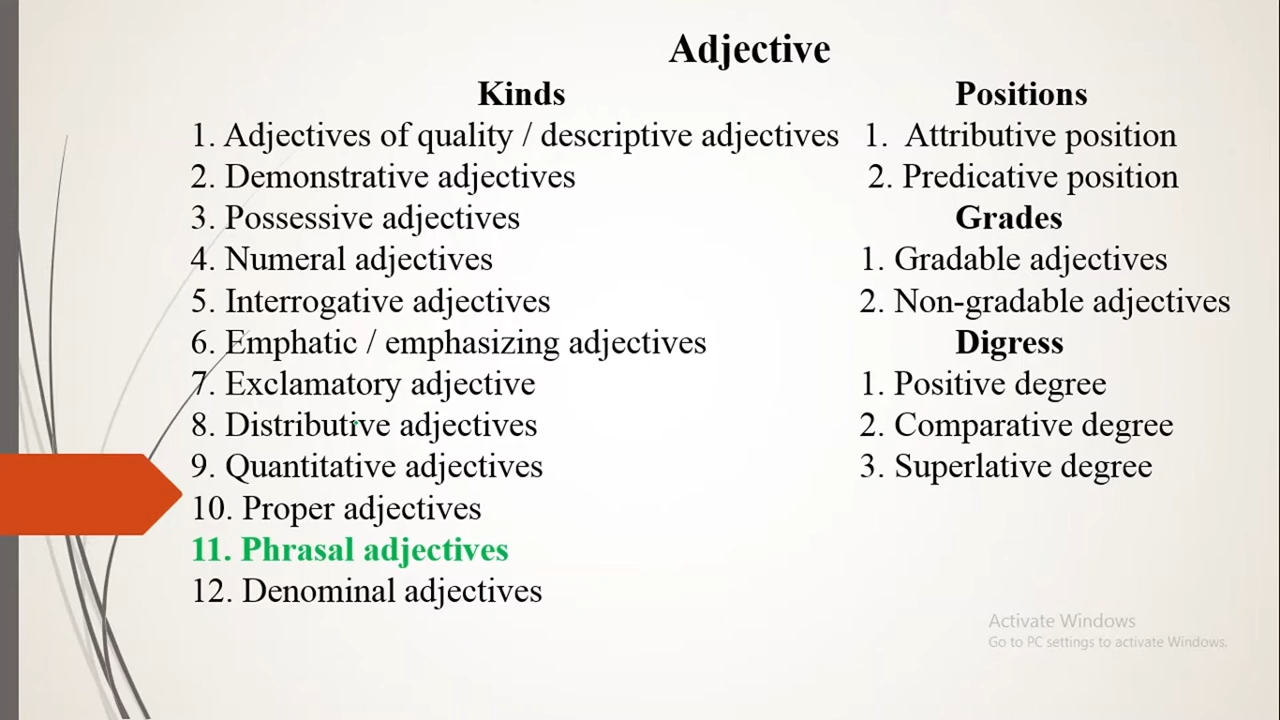 Adjective
Kinds
1. Adjectives of quality / descriptive adjectives
2. Demonstrative adjectives
3. Possessive adjectives
4. Numeral adjectives
5. Interrogative adjectives
6. Emphatic / emphasizing adjectives
7. Exclamatory adjective
8. Distributive adjectives
9. Quantitative adjectives
10. Proper adjectives
11. Phrasal adjectives
12. Denominal adjectives
Positions
1. Attributive position
2. Predicative position
Grades
1. Gradable adjectives
2. Non-gradable adjectives
Digress
1. Positive degree
2. Comparative degree
3. Superlative degree
Activate Windows
Go to PC settings to activate Windows.